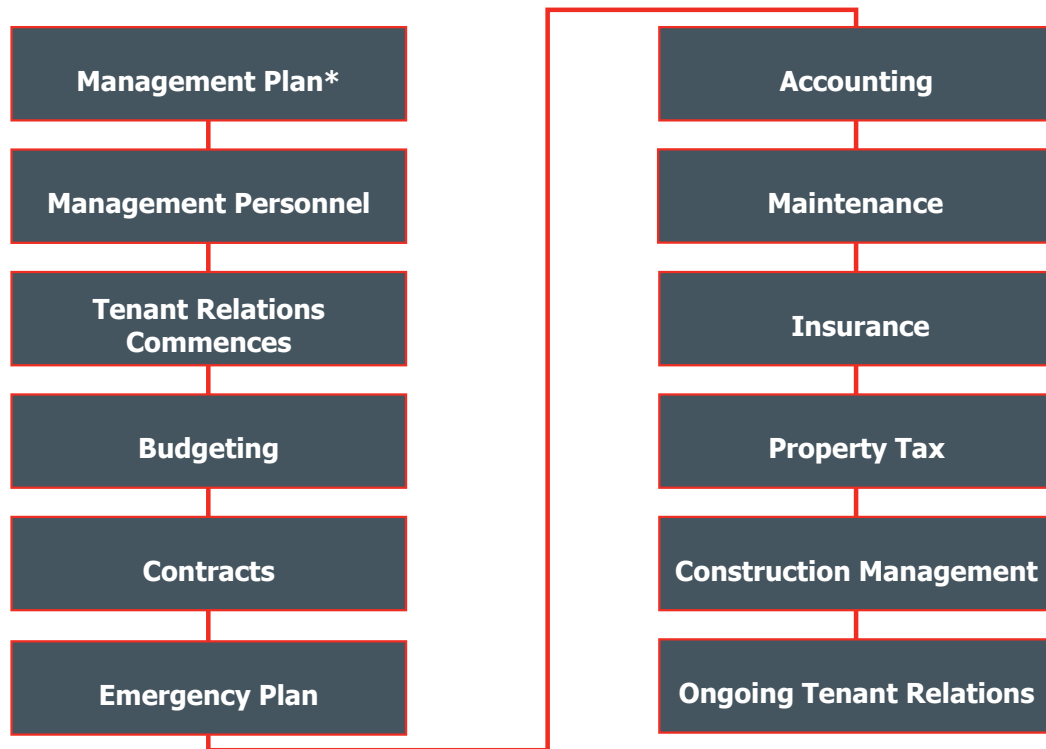 Management Plan*
Management Personnel
Tenant Relations
Commences
Budgeting
Contracts
Emergency Plan
Accounting
Maintenance
Insurance
Property Tax
Construction Management
Ongoing Tenant Relations